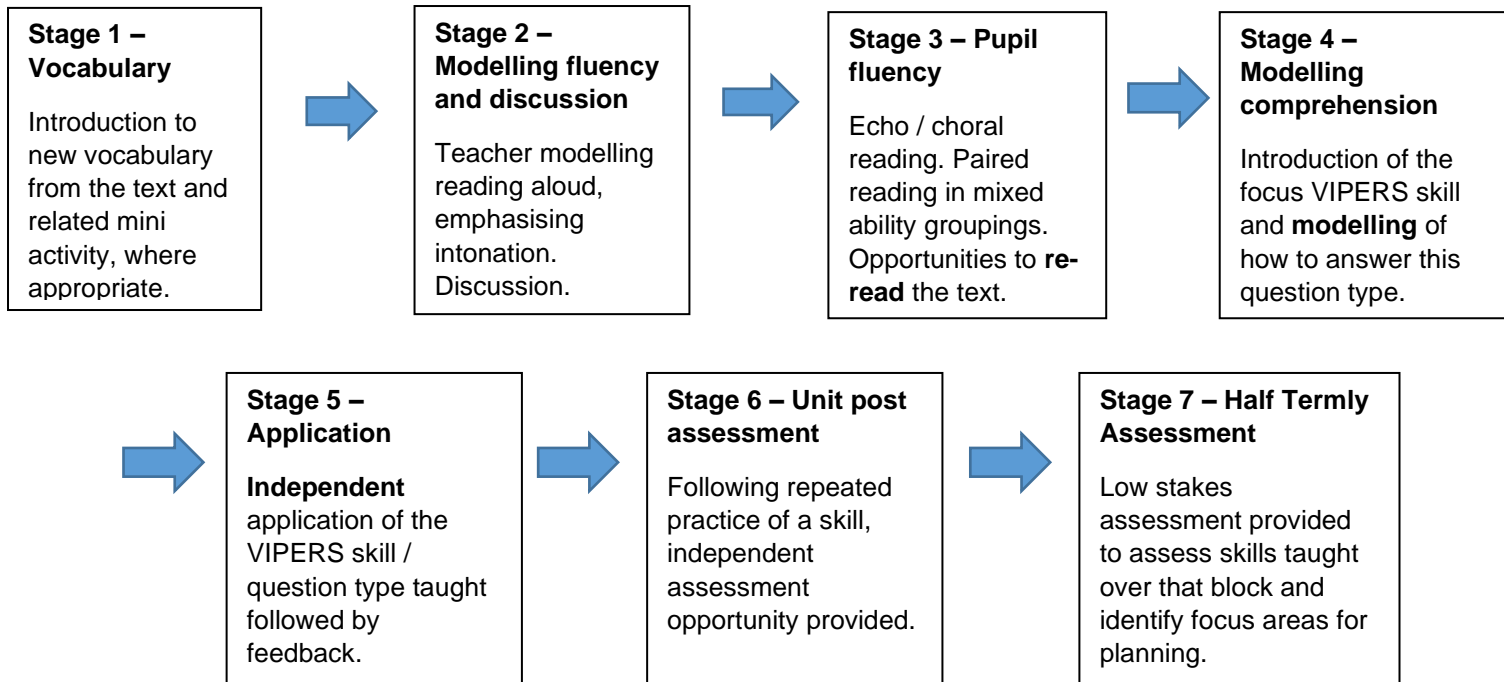 Stage 1 –
Vocabulary
Introduction to
new vocabulary
from the text and
related mini
activity, where
appropriate.
Stage 2 –
Modelling fluency
and discussion
Teacher modelling
reading aloud,
emphasising
intonation.
Discussion.
Stage 3 – Pupil
fluency
Echo / choral
reading. Paired
reading in mixed
ability groupings.
Opportunities to re-
read the text.
Stage 4 –
Modelling
comprehension
Introduction of the
focus VIPERS skill
and modelling of
how to answer this
question type.
Stage 5 –
Application
Independent
application of the
VIPERS skill /
question type taught
followed by
feedback.
Stage 6 – Unit post
assessment
Following repeated
practice of a skill,
independent
assessment
opportunity provided.
Stage 7 – Half Termly
Assessment
Low stakes
assessment provided
to assess skills taught
over that block and
identify focus areas for
planning.